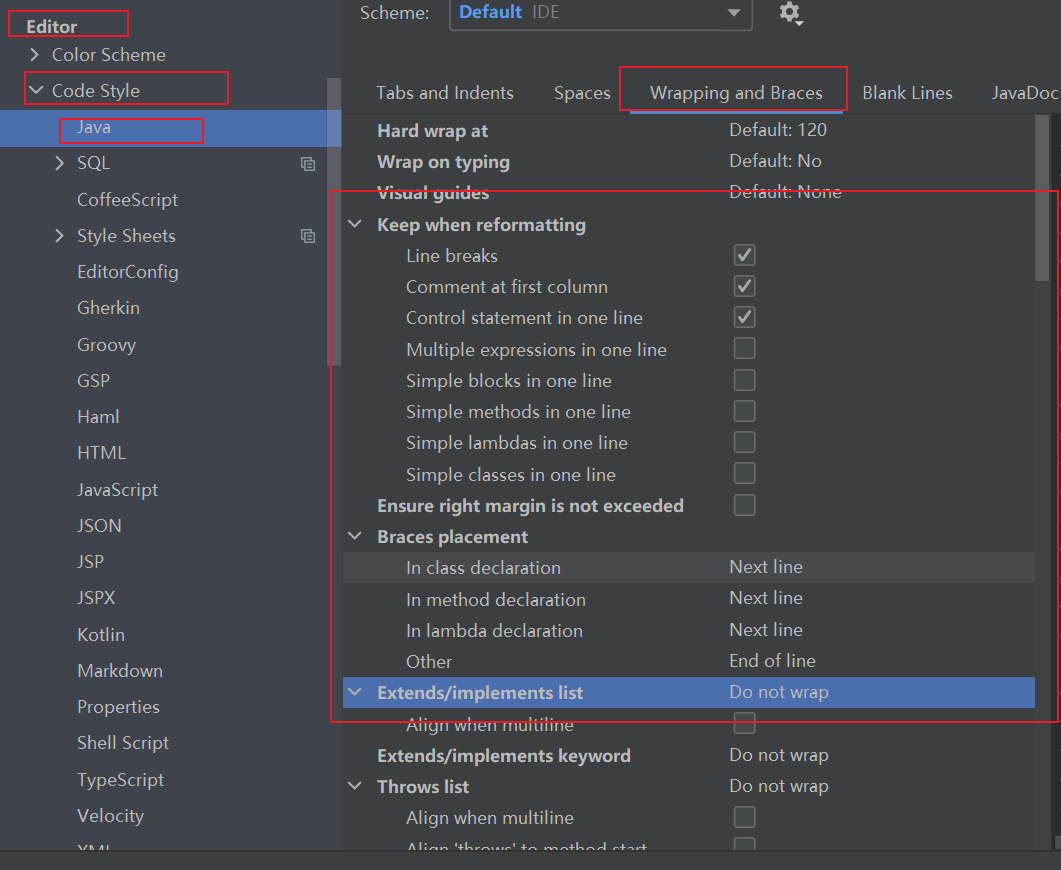 Editor
Color Scheme
Code Style
Java
SQL
CoffeeScript
Style Sheets
EditorConfig
Gherkin
Groovy
GSP
Haml
HTML
JavaScript
JSON
JSP
JSPX
Kotlin
Markdown
Properties
Shell Script
TypeScript
Velocity
XML
Scheme: Default IDE
Tabs and Indents Spaces Wrapping and Braces Blank Lines JavaDoc
Hard wrap at Default: 120
Wrap on typing Default: No
Visual guides Default: None
Keep when reformatting
Line breaks
Comment at first column
Control statement in one line
Multiple expressions in one line
Simple blocks in one line
Simple methods in one line
Simple lambdas in one line
Simple classes in one line
Ensure right margin is not exceeded
Braces placement
In class declaration Next line
In method declaration Next line
In lambda declaration Next line
Other End of line
Extends/implements list Do not wrap
Align when multiline
Extends/implements keyword Do not wrap
Throws list Do not wrap
Align when multiline
Align 'throws' to method start